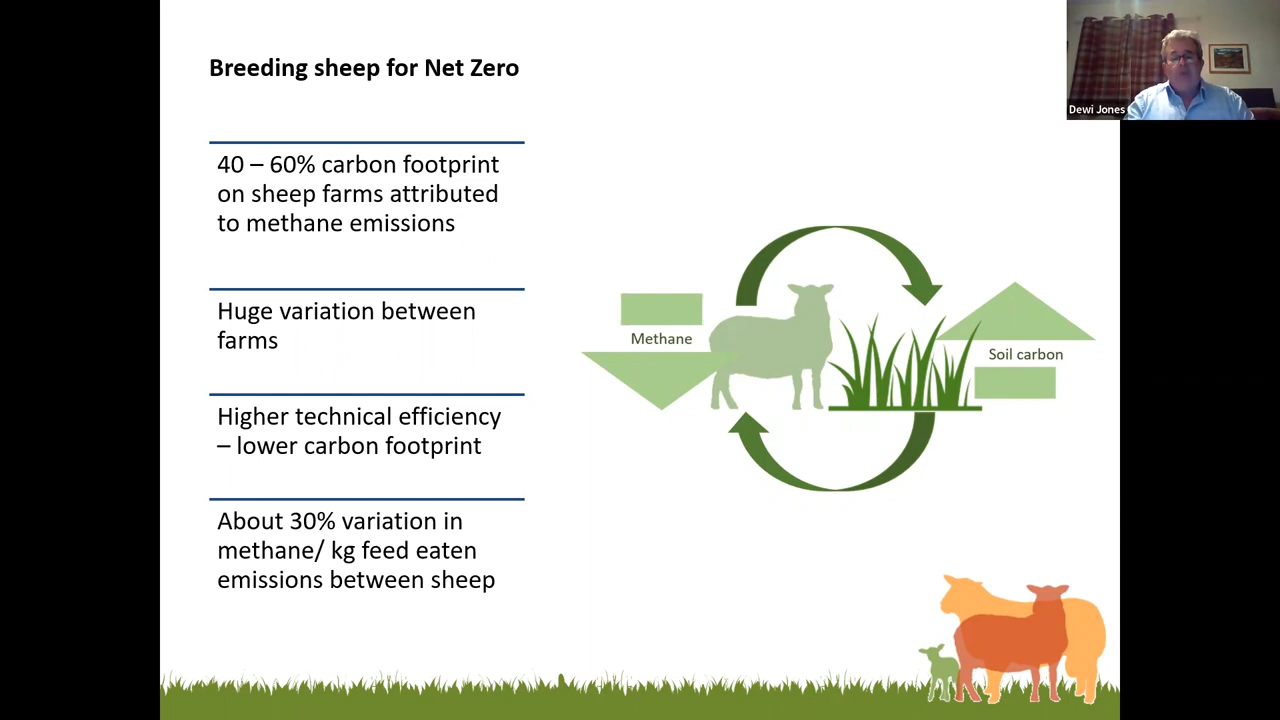 Breeding sheep for Net Zero
40 – 60% carbon footprint
on sheep farms attributed
to methane emissions
Huge variation between
farms
Higher technical efficiency
– lower carbon footprint
About 30% variation in
methane/ kg feed eaten
emissions between sheep
Methane
Soil carbon
Dewi Jones